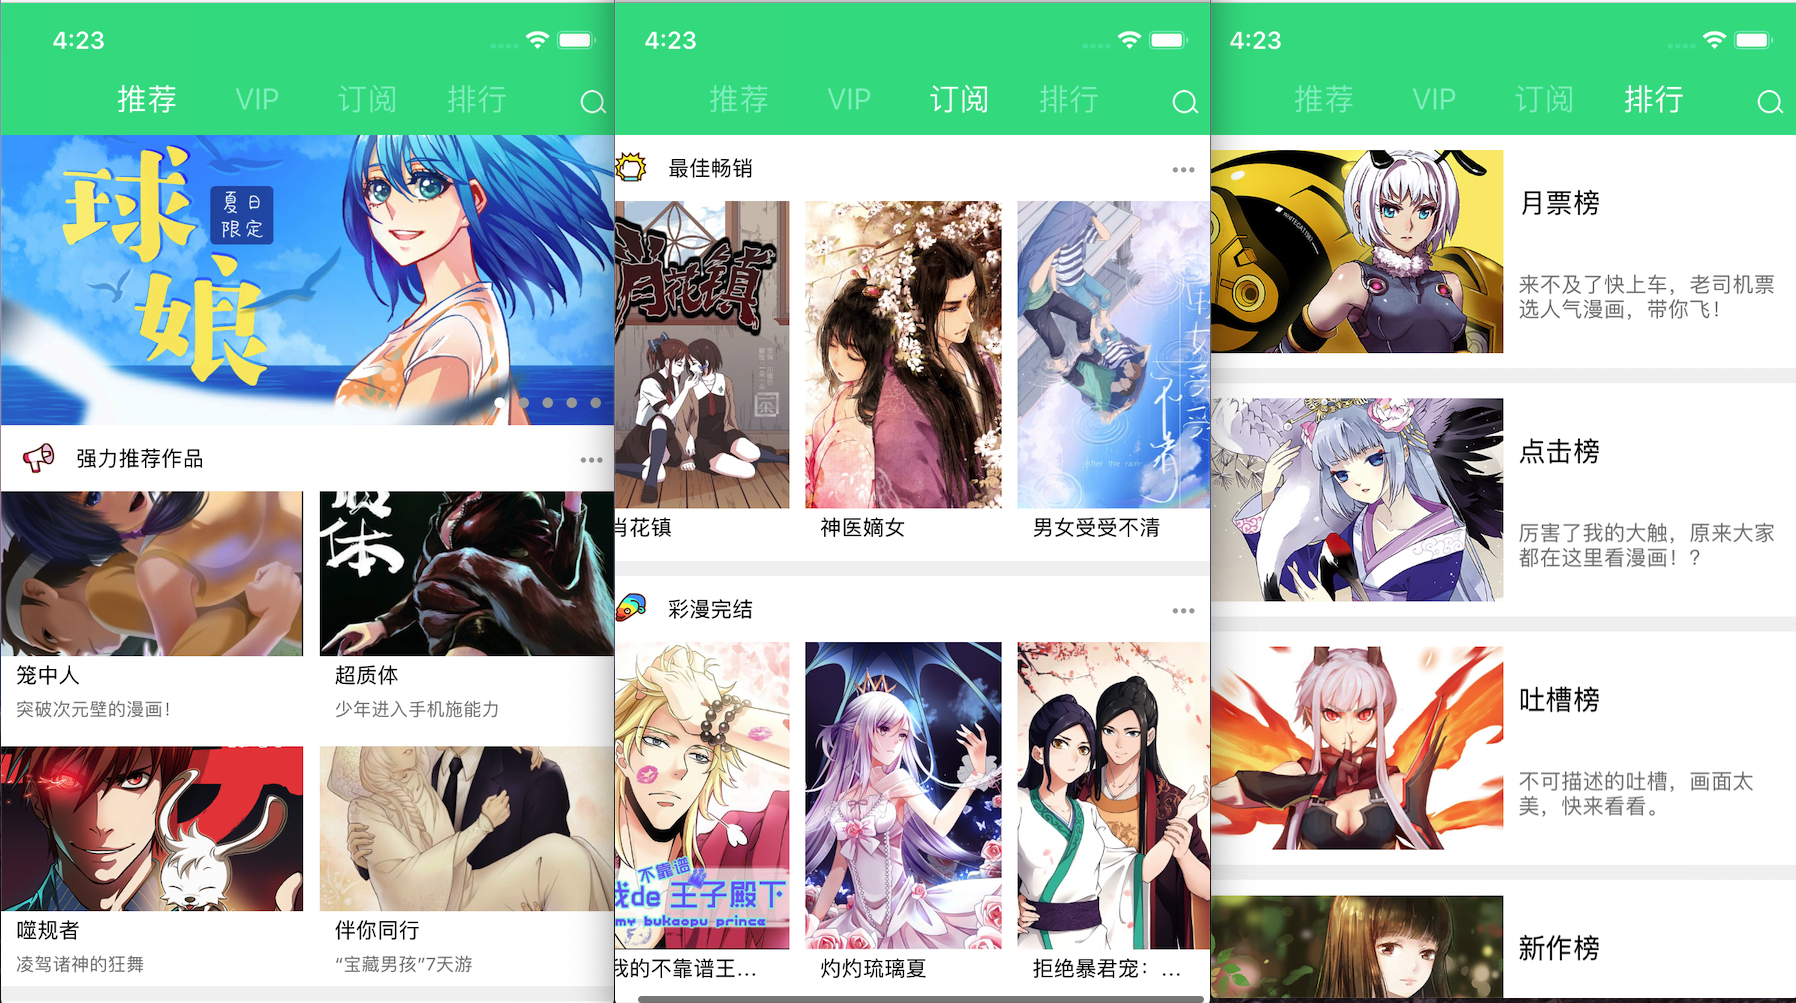 4:23
推荐 VIP 订阅 排行
球娘
夏日
限定
强力推荐作品
笼中人
突破次元壁的漫画!
超质体
少年进入手机施能力
噬规者
凌驾诸神的狂舞
伴你同行
“宝藏男孩”7天游
4:23
推荐 VIP 订阅 排行
最佳畅销
肖花镇
肖花镇
神医嫡女
男女受受不清
after the rain
男女受受不清
彩漫完结
不靠谱
我de 王子殿下
my bukaopu prince
我的不靠谱王...
灼灼琉璃夏
拒绝暴君宠：...
4:23
推荐 VIP 订阅 排行
月票榜
来不及了快上车，老司机票
选人气漫画，带你飞！
点击榜
厉害了我的大触，原来大家
都在这里看漫画！？
吐槽榜
不可描述的吐槽，画面太
美，快来看看。
新作榜